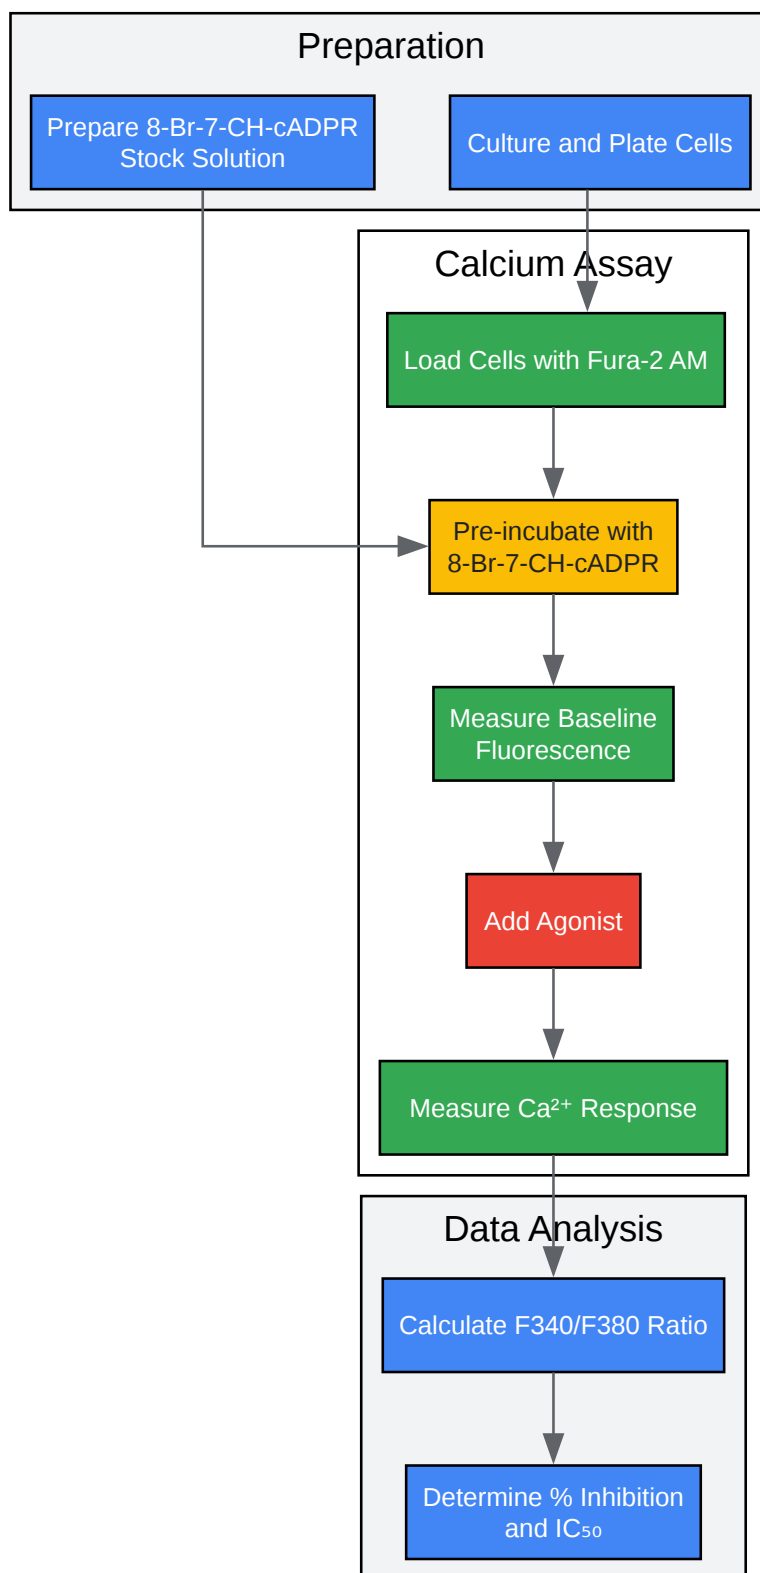 Preparation
Prepare 8-Br-7-CH-cADPR
Stock Solution
Culture and Plate Cells
Calcium Assay
Load Cells with Fura-2 AM
Pre-incubate with
8-Br-7-CH-cADPR
Measure Baseline
Fluorescence
Add Agonist
Measure Ca²⁺ Response
Data Analysis
Calculate F340/F380 Ratio
Determine % Inhibition
and IC₅₀